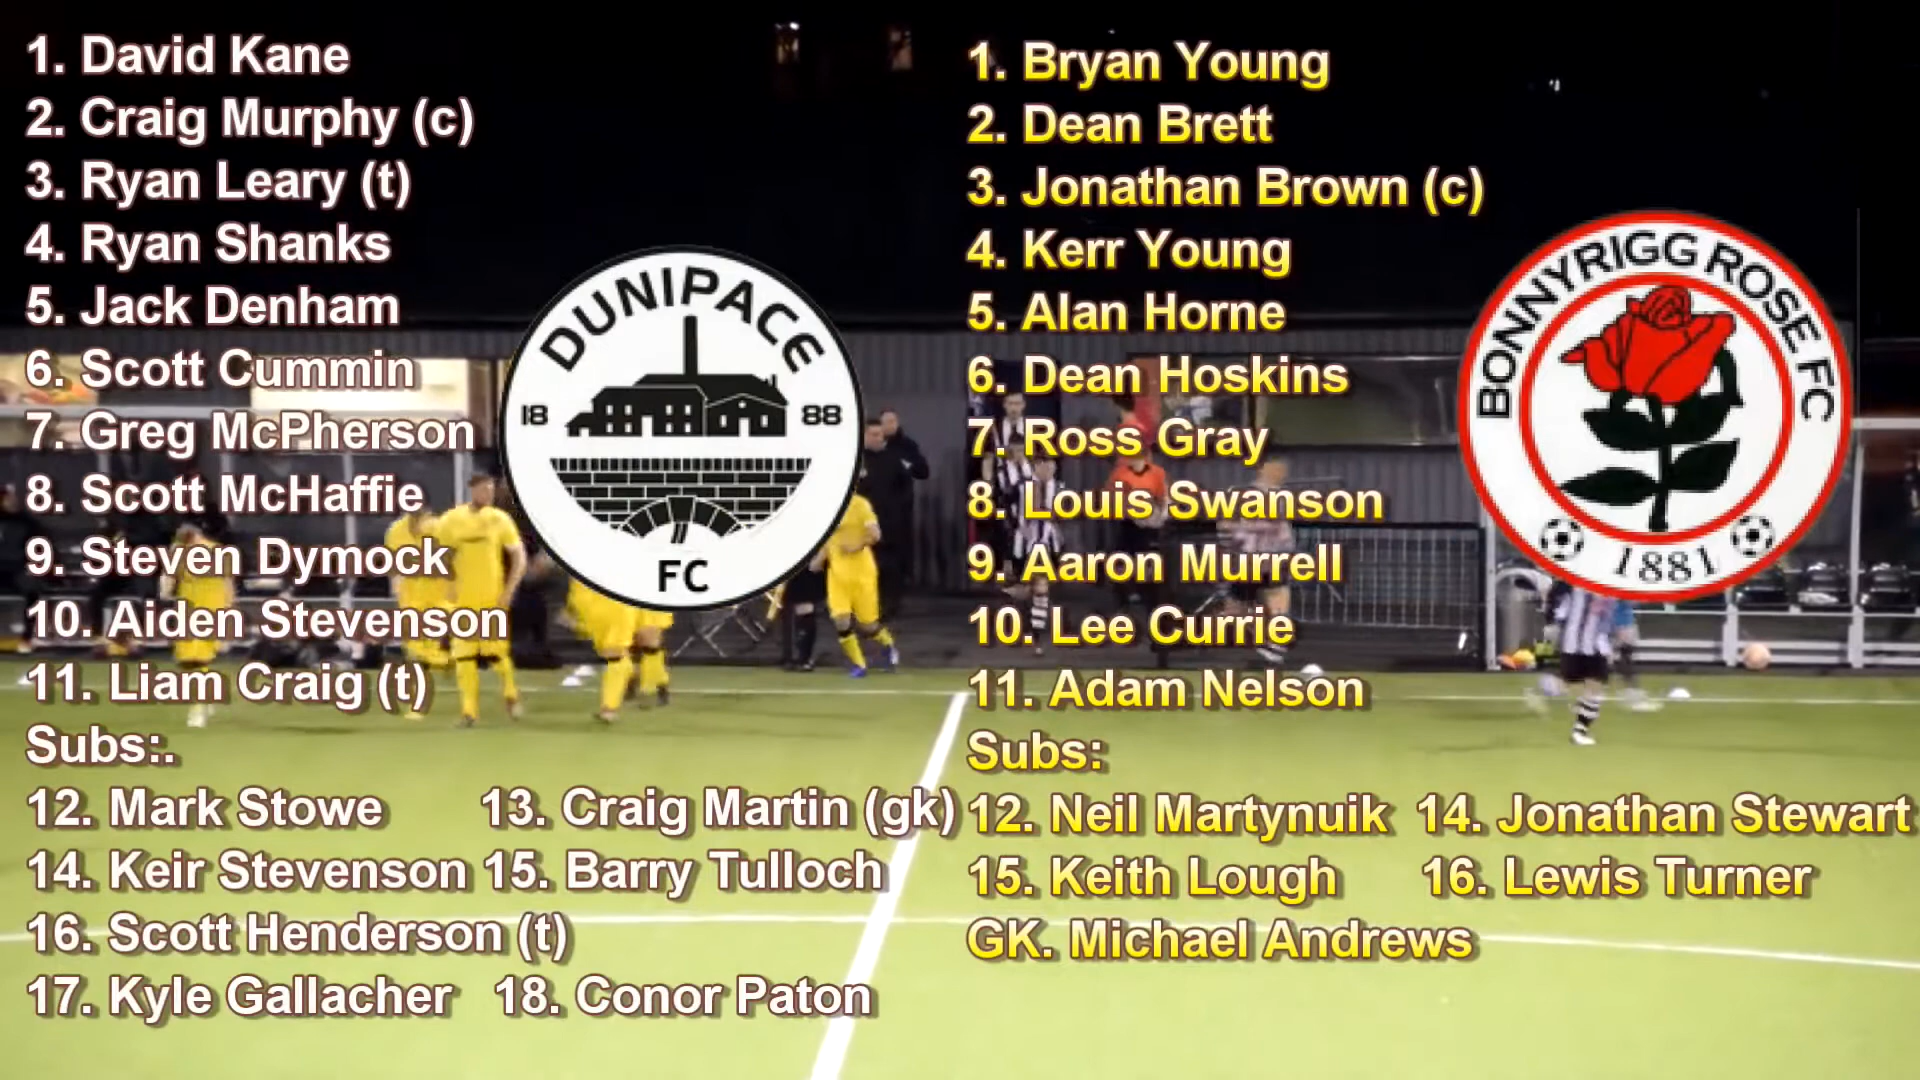 1. David Kane
2. Craig Murphy (c)
3. Ryan Leary (t)
4. Ryan Shanks
5. Jack Denham
6. Scott Cummin
7. Greg McPherson
8. Scott McHaffie
9. Steven Dymock
10. Aiden Stevenson
11. Liam Craig (t)
Subs:.
12. Mark Stowe 13. Craig Martin (gk)
14. Keir Stevenson 15. Barry Tulloch
16. Scott Henderson (t)
17. Kyle Gallacher 18. Conor Paton
DUNIPACE
18 88
FC
1. Bryan Young
2. Dean Brett
3. Jonathan Brown (c)
4. Kerr Young
5. Alan Horne
6. Dean Hoskins
7. Ross Gray
8. Louis Swanson
9. Aaron Murrell
10. Lee Currie
11. Adam Nelson
Subs:
12. Neil Martynuik 14. Jonathan Stewart
15. Keith Lough 16. Lewis Turner
GK. Michael Andrews
BONNYRIGG ROSE FC
1881